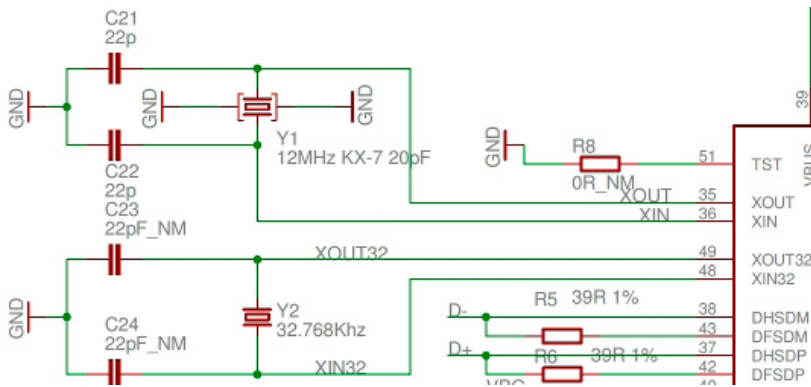 C21
22p
GND
GND
GND
Y1
12MHz KX-7 20pF
C22
22p
C23
22pF_NM
GND
R8
0R_NM
51
TST
39
VBUS
XOUT
35
XOUT
XIN
36
XIN
XOUT32
49
XOUT32
48
XIN32
GND
Y2
32.768Khz
C24
22pF_NM
XIN32
D-
R5
39R 1%
38
DHSDM
43
DFSDM
D+
R6
39R 1%
37
DHSDP
42
DFSDP